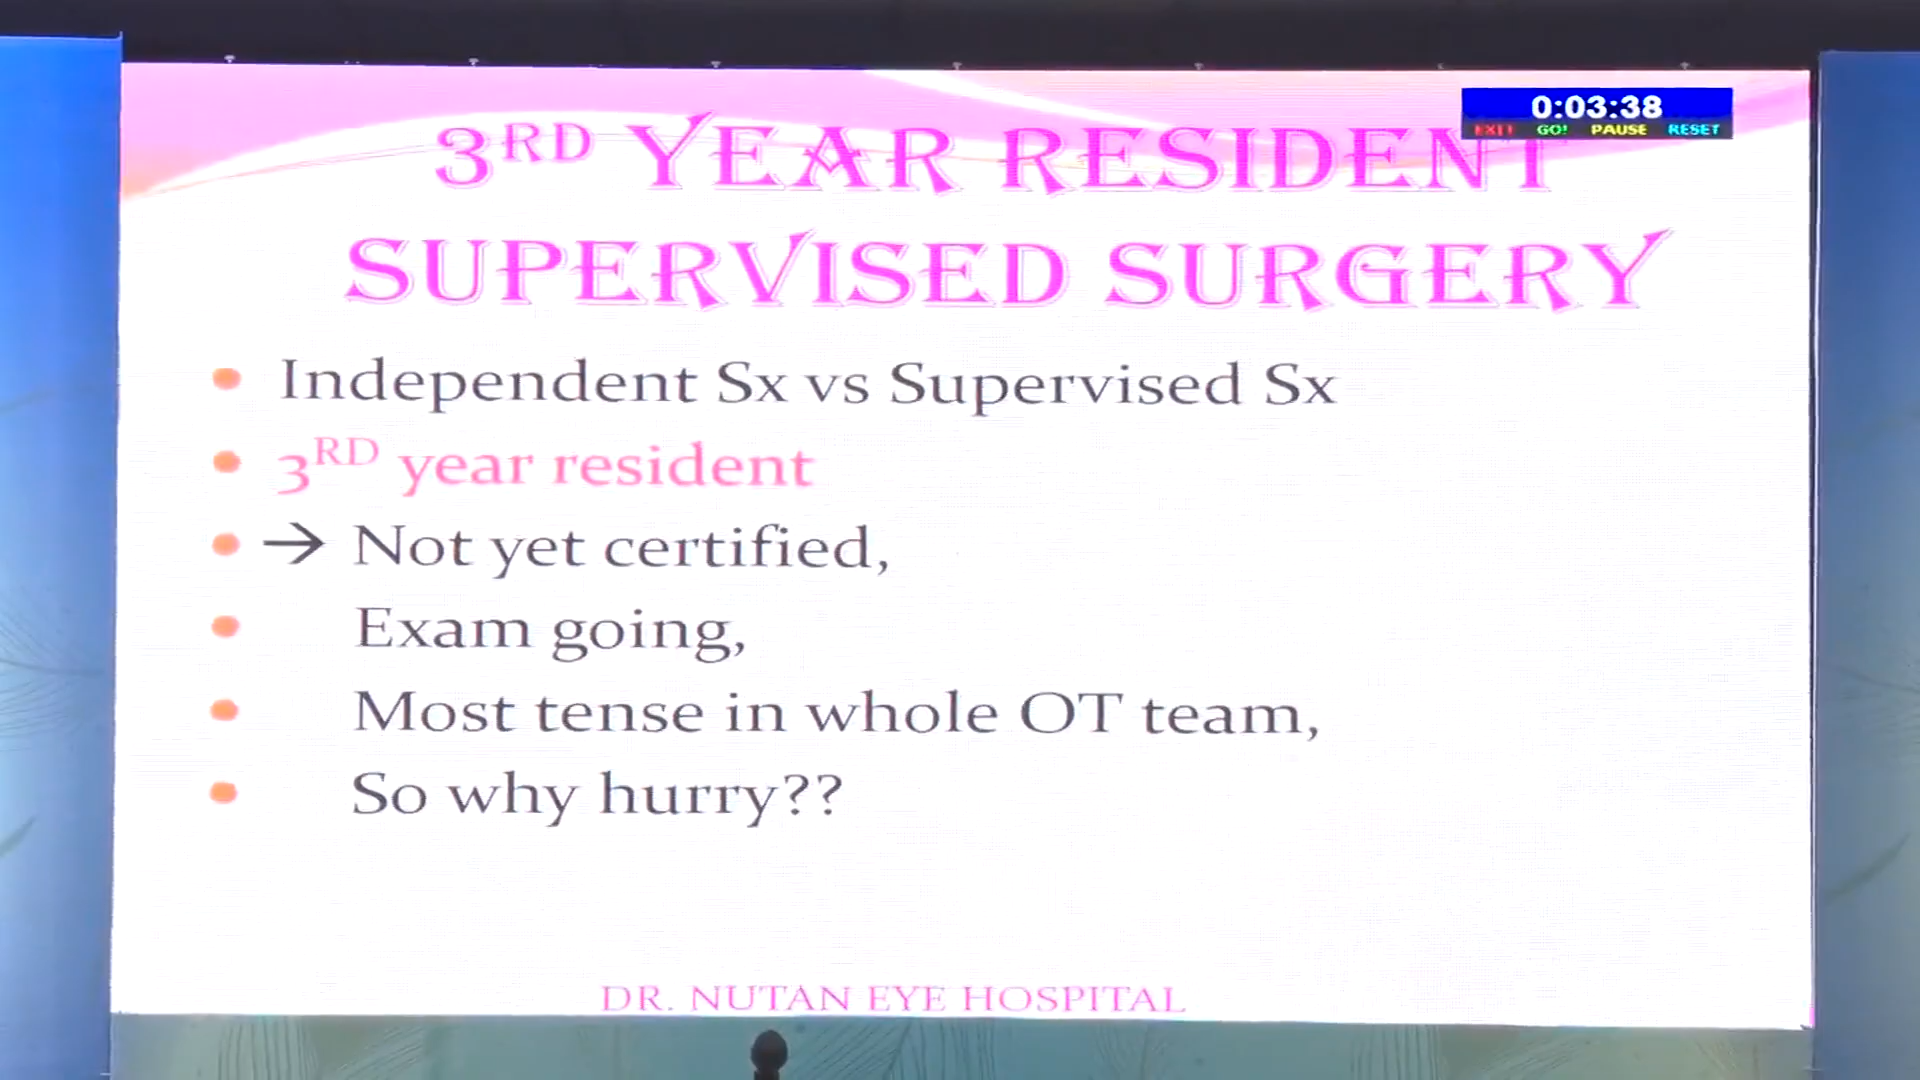 0:03:38
EXIT GO! PAUSE RESET
3RD YEAR RESIDENT
SUPERVISED SURGERY
• Independent Sx vs Supervised Sx
• 3RD year resident
• → Not yet certified,
• Exam going,
• Most tense in whole OT team,
• So why hurry??
DR. NUTAN EYE HOSPITAL